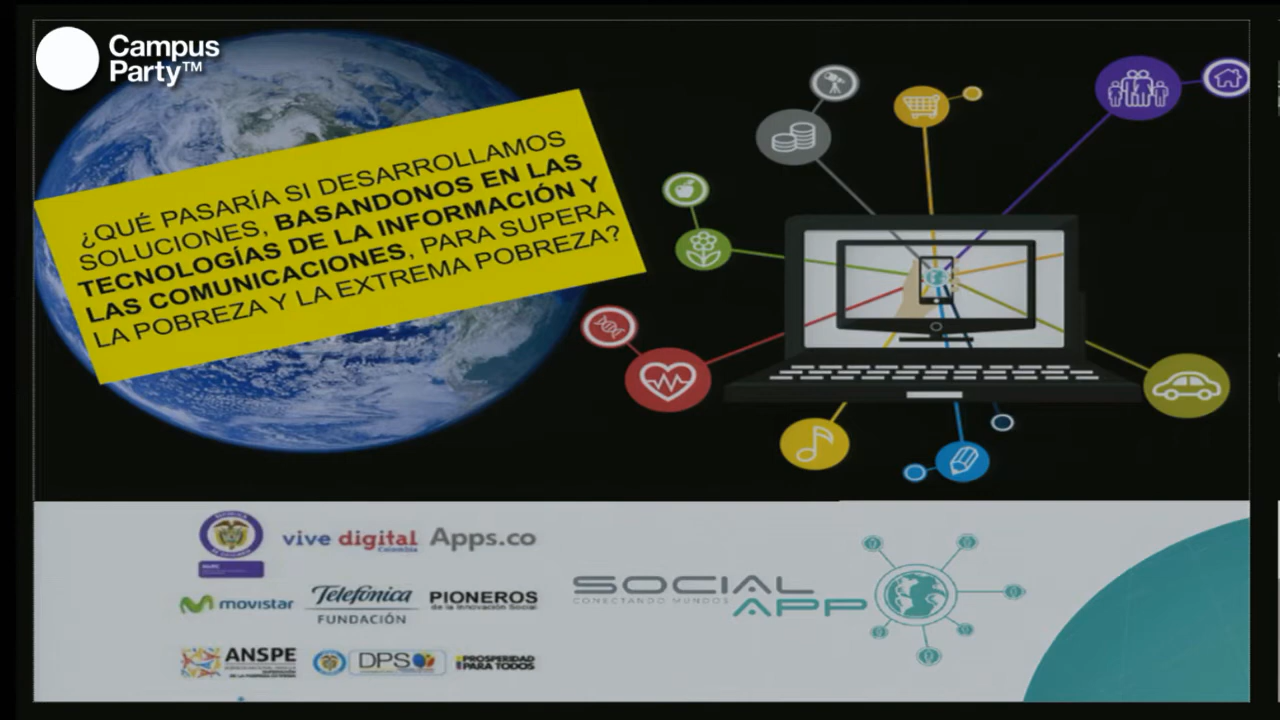 Campus
Party™
¿QUÉ PASARÍA SI DESARROLLAMOS
SOLUCIONES, BASANDONOS EN LAS
TECNOLOGÍAS DE LA INFORMACIÓN Y
LAS COMUNICACIONES, PARA SUPERA
LA POBREZA Y LA EXTREMA POBREZA?
vive digital
Colombia
Apps.co
movistar
Telefónica
FUNDACIÓN
PIONEROS
de la Innovación Social
SOCIAL
CONECTANDO MUNDOS
APP
ANSPE
DPS
PROSPERIDAD
PARA TODOS